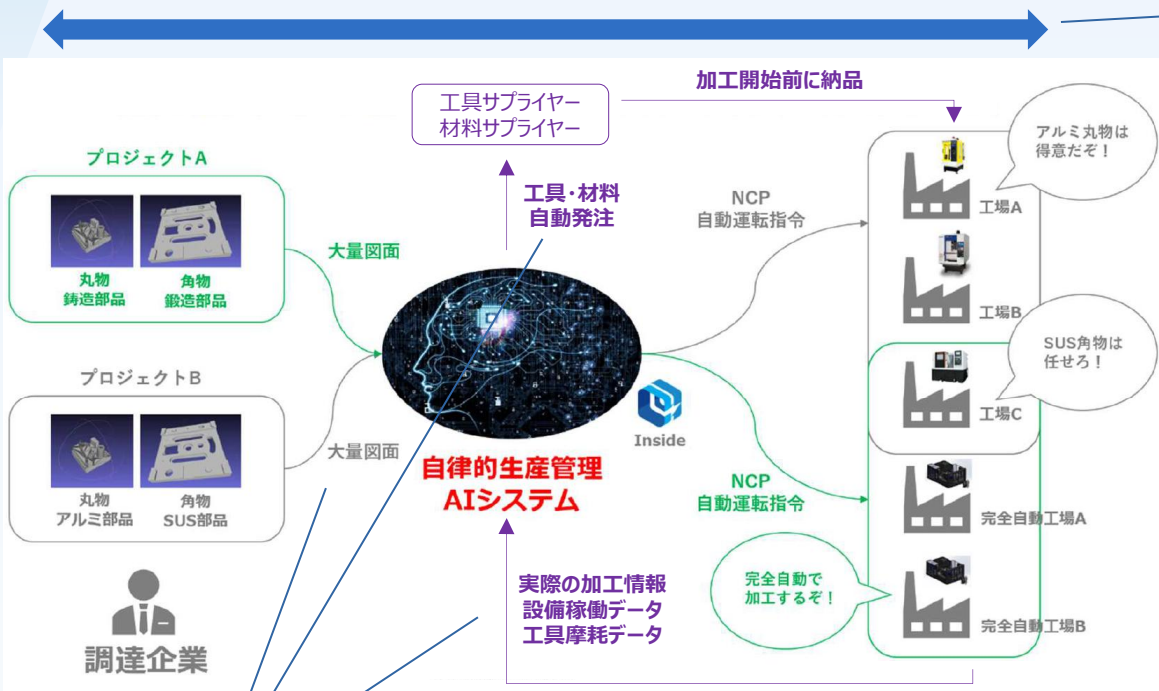 加工開始前に納品
工具サプライヤー
材料サプライヤー
アルミ丸物は
得意だぞ！
プロジェクトA
工具・材料
自動発注
NCP
自動運転指令
工場A
大量図面
丸物
鋳造部品
角物
鍛造部品
工場B
SUS角物は
任せろ！
プロジェクトB
工場C
Inside
大量図面
自律的生産管理
AIシステム
NCP
自動運転指令
丸物
アルミ部品
角物
SUS部品
完全自動工場A
実際の加工情報
設備稼働データ
工具摩耗データ
完全自動で
加工するぞ！
完全自動工場B
調達企業